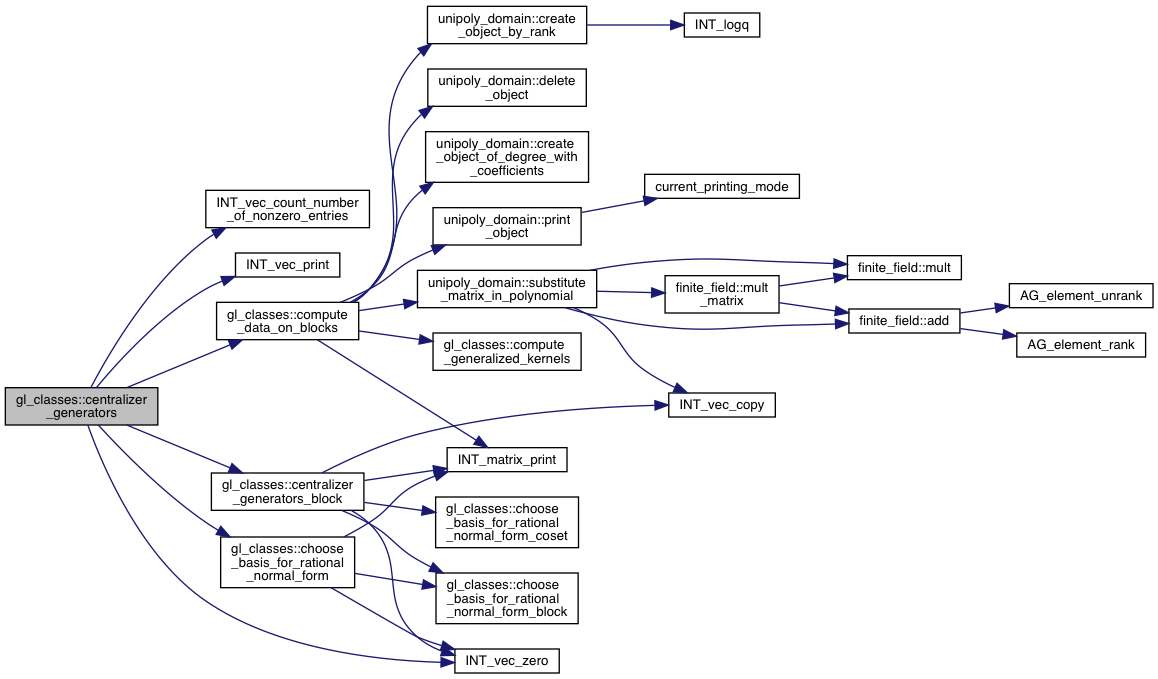 unipoly_domain::create
_object_by_rank
INT_logq
unipoly_domain::delete
_object
unipoly_domain::create
_object_of_degree_with
_coefficients
current_printing_mode
INT_vec_count_number
_of_nonzero_entries
unipoly_domain::print
_object
INT_vec_print
unipoly_domain::substitute
_matrix_in_polynomial
finite_field::mult
_matrix
finite_field::mult
AG_element_unrank
gl_classes::compute
_data_on_blocks
finite_field::add
AG_element_rank
gl_classes::compute
_generalized_kernels
gl_classes::centralizer
_generators
INT_vec_copy
INT_matrix_print
gl_classes::centralizer
_generators_block
gl_classes::choose
_basis_for_rational
_normal_form_coset
gl_classes::choose
_basis_for_rational
_normal_form
gl_classes::choose
_basis_for_rational
_normal_form_block
INT_vec_zero